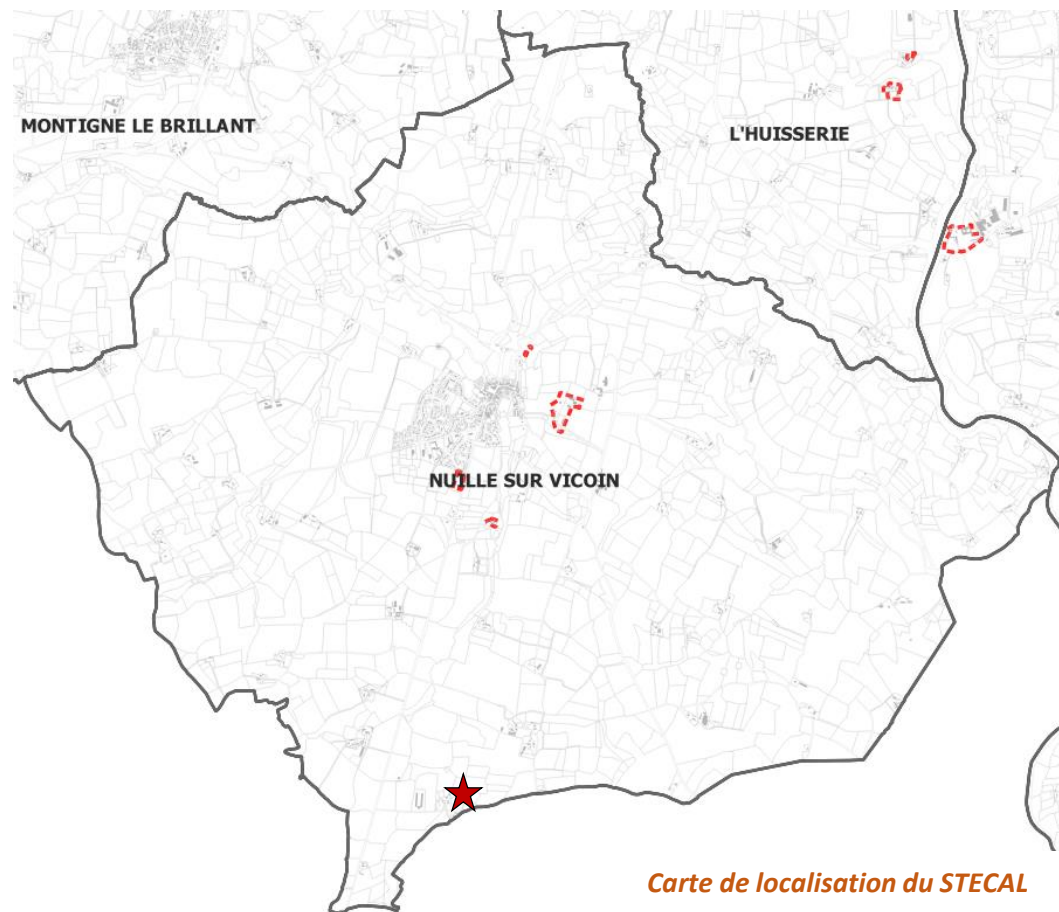 MONTIGNE LE BRILLANT
L'HUISSERIE
NUILLE SUR VICOIN
Carte de localisation du STECAL